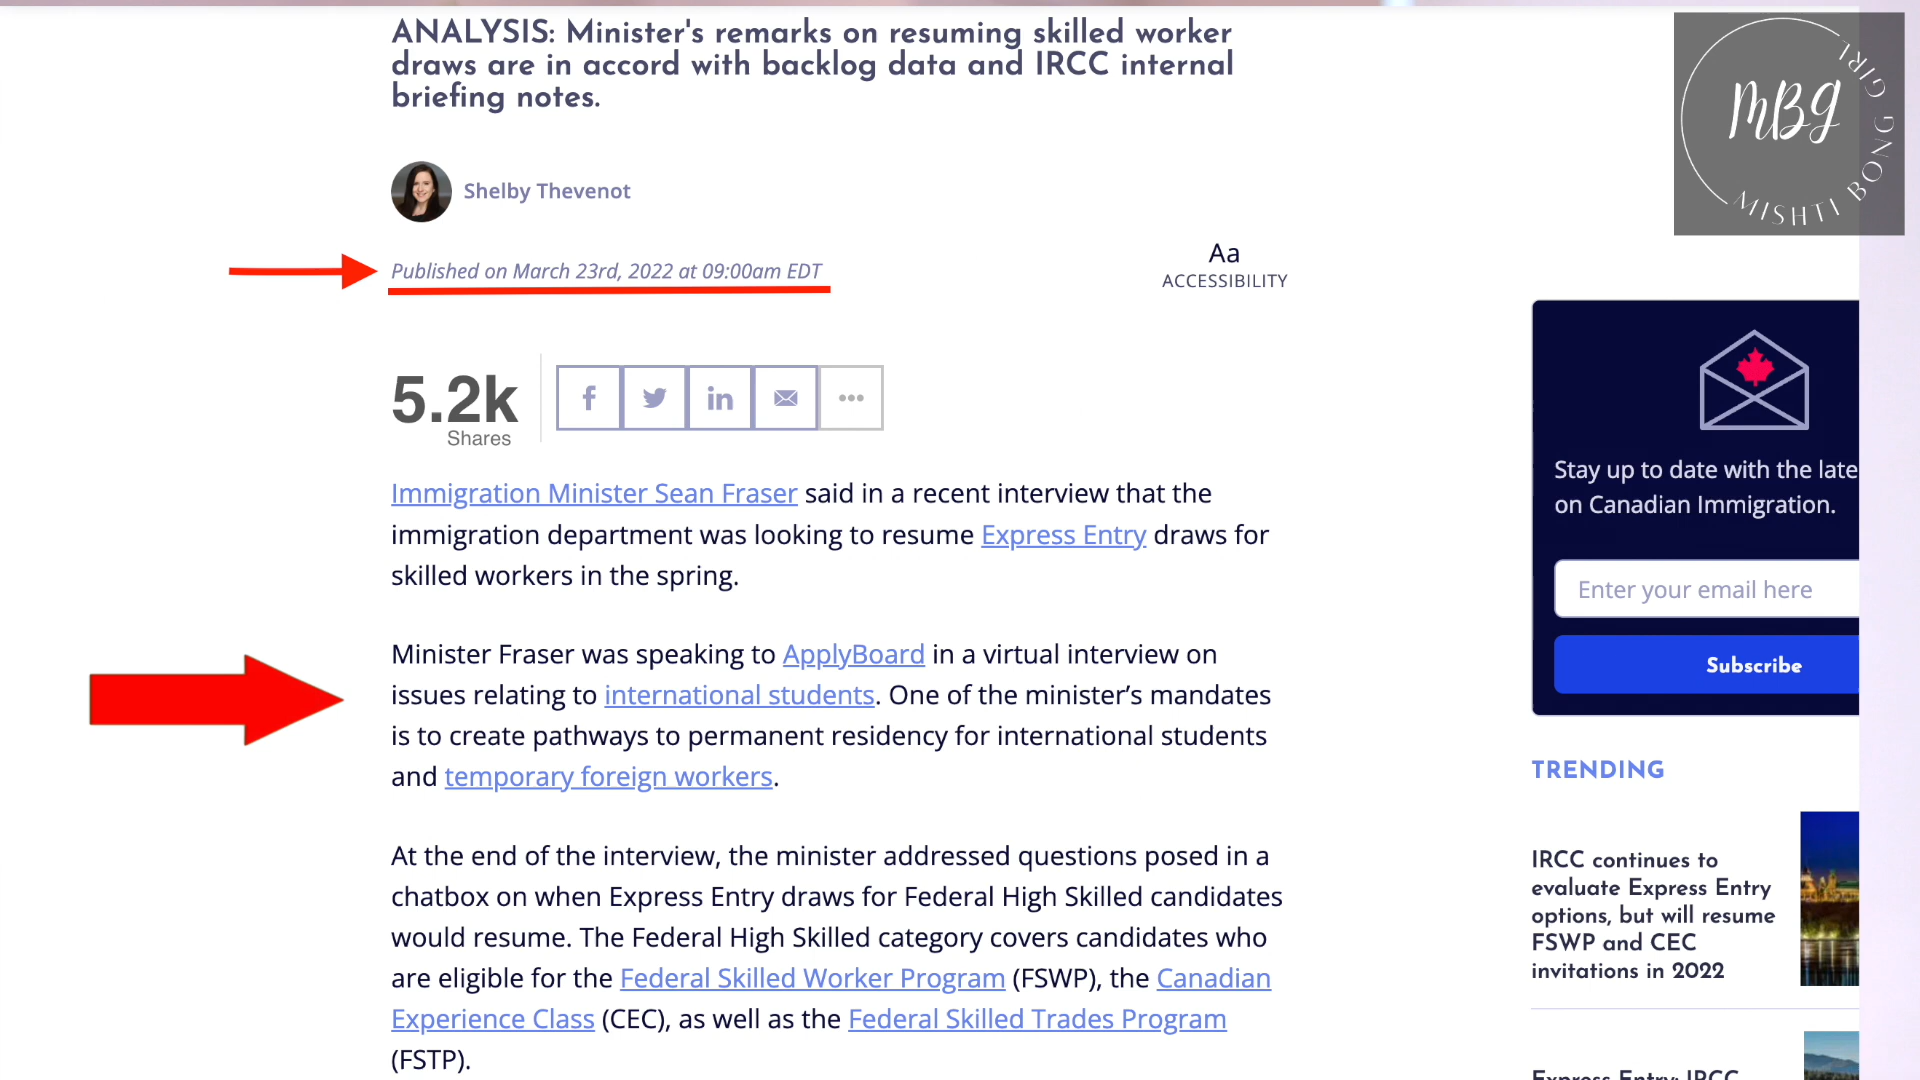 ANALYSIS: Minister's remarks on resuming skilled worker
draws are in accord with backlog data and IRCC internal
briefing notes.
MBG
MISHTI BONG GIRL
Shelby Thevenot
Published on March 23rd, 2022 at 09:00am EDT
Aa
ACCESSIBILITY
5.2k
Shares
Immigration Minister Sean Fraser said in a recent interview that the
immigration department was looking to resume Express Entry draws for
skilled workers in the spring.
Minister Fraser was speaking to ApplyBoard in a virtual interview on
issues relating to international students. One of the minister’s mandates
is to create pathways to permanent residency for international students
and temporary foreign workers.
At the end of the interview, the minister addressed questions posed in a
chatbox on when Express Entry draws for Federal High Skilled candidates
would resume. The Federal High Skilled category covers candidates who
are eligible for the Federal Skilled Worker Program (FSWP), the Canadian
Experience Class (CEC), as well as the Federal Skilled Trades Program
(FSTP).
Stay up to date with the late
on Canadian Immigration.
Enter your email here
Subscribe
TRENDING
IRCC continues to
evaluate Express Entry
options, but will resume
FSWP and CEC
invitations in 2022
Express Entry: IRCC